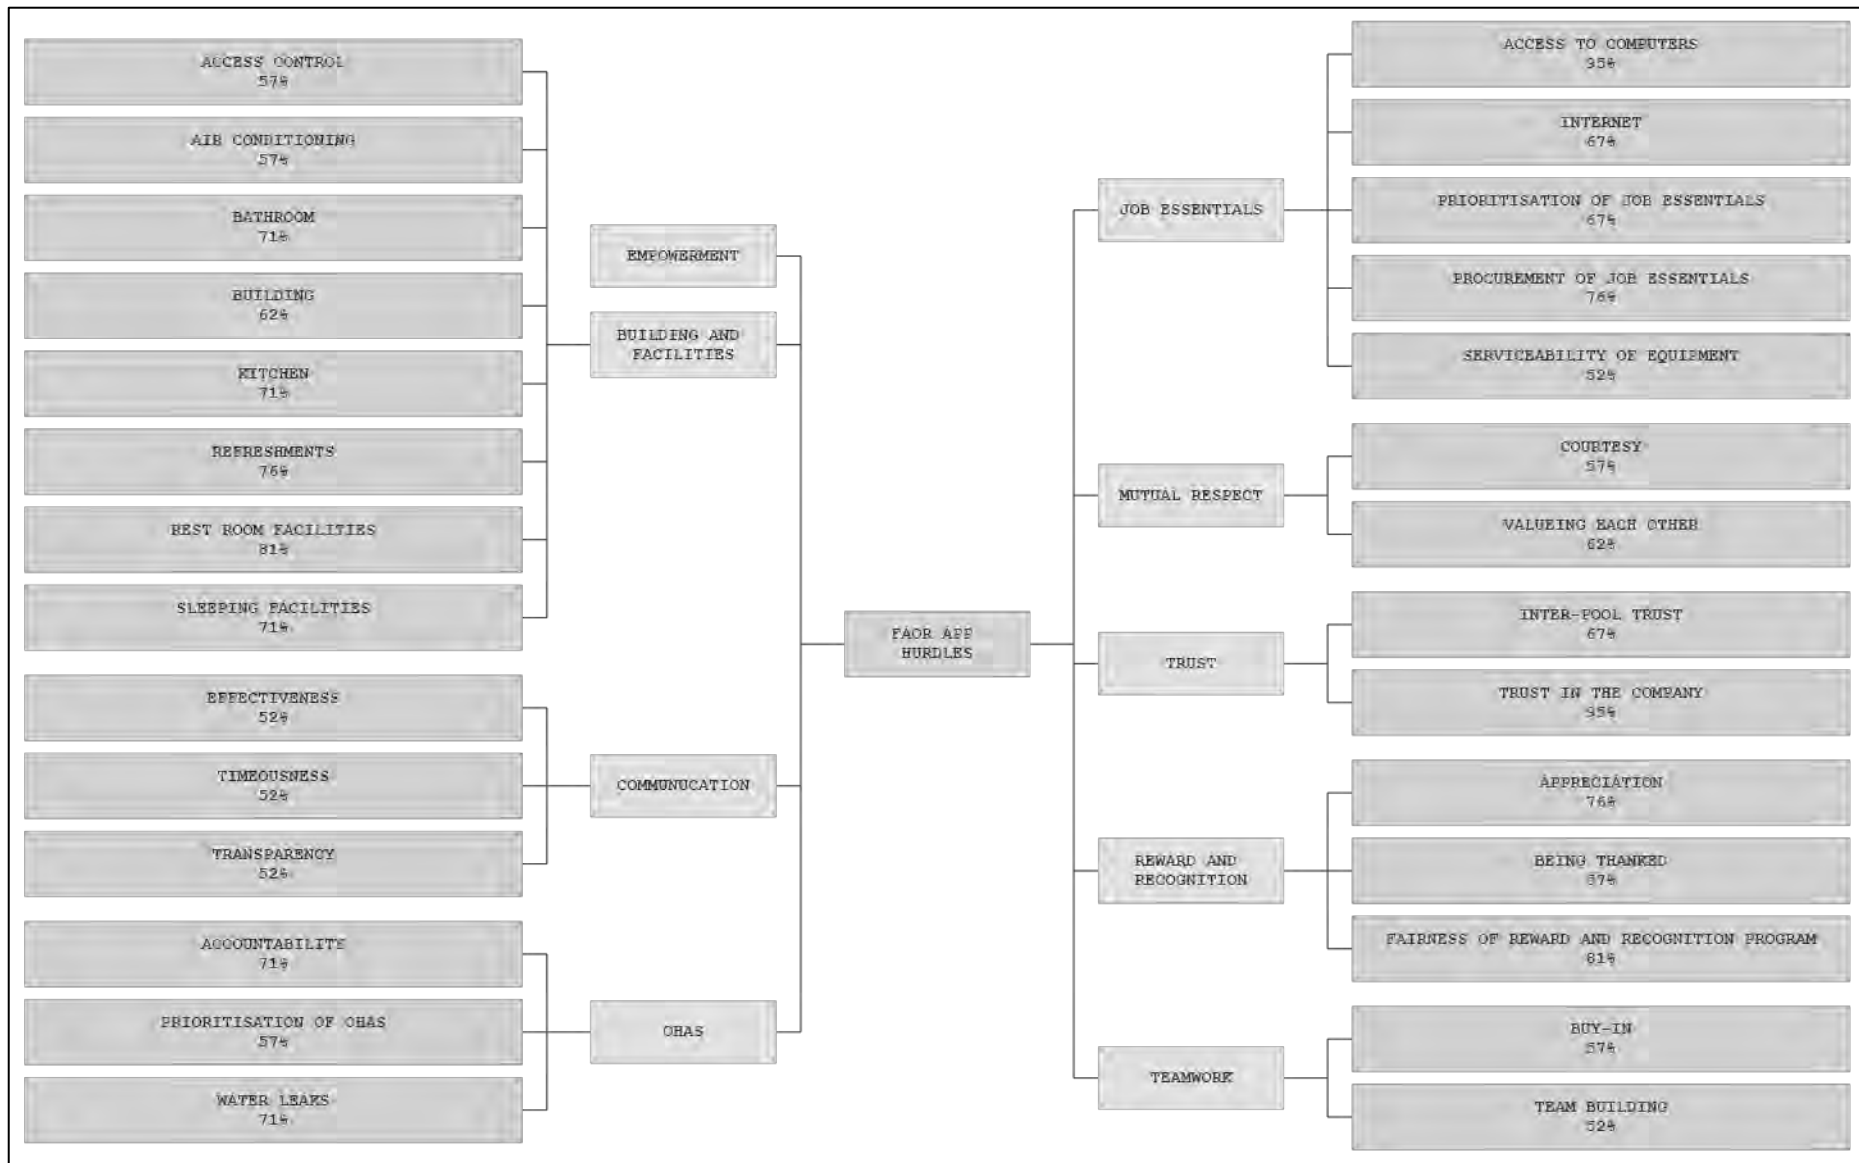 ACCESS CONTROL
57%
AIR CONDITIONING
57%
BATHROOM
71%
BUILDING
62%
KITCHEN
71%
REFRESHMENTS
76%
REST ROOM FACILITIES
81%
SLEEPING FACILITIES
71%
EFFECTIVENESS
52%
TIMEOUSNESS
52%
TRANSPARENCY
52%
ACCOUNTABILITY
71%
PRIORITISATION OF OHAS
57%
WATER LEAKS
71%
EMPOWERMENT
BUILDING AND
FACILITIES
COMMUNUCATION
OHAS
FAOR APP
HURDLES
JOB ESSENTIALS
MUTUAL RESPECT
TRUST
REWARD AND
RECOGNITION
TEAMWORK
ACCESS TO COMPUTERS
95%
INTERNET
67%
PRIORITISATION OF JOB ESSENTIALS
67%
PROCUREMENT OF JOB ESSENTIALS
76%
SERVICEABILITY OF EQUIPMENT
52%
COURTESY
57%
VALUEING EACH OTHER
62%
INTER-POOL TRUST
67%
TRUST IN THE COMPANY
95%
APPRECIATION
76%
BEING THANKED
FAIRNESS OF REWARD AND RECOGNITION PROGRAM
BUY-IN
57%
TEAM BUILDING
52%